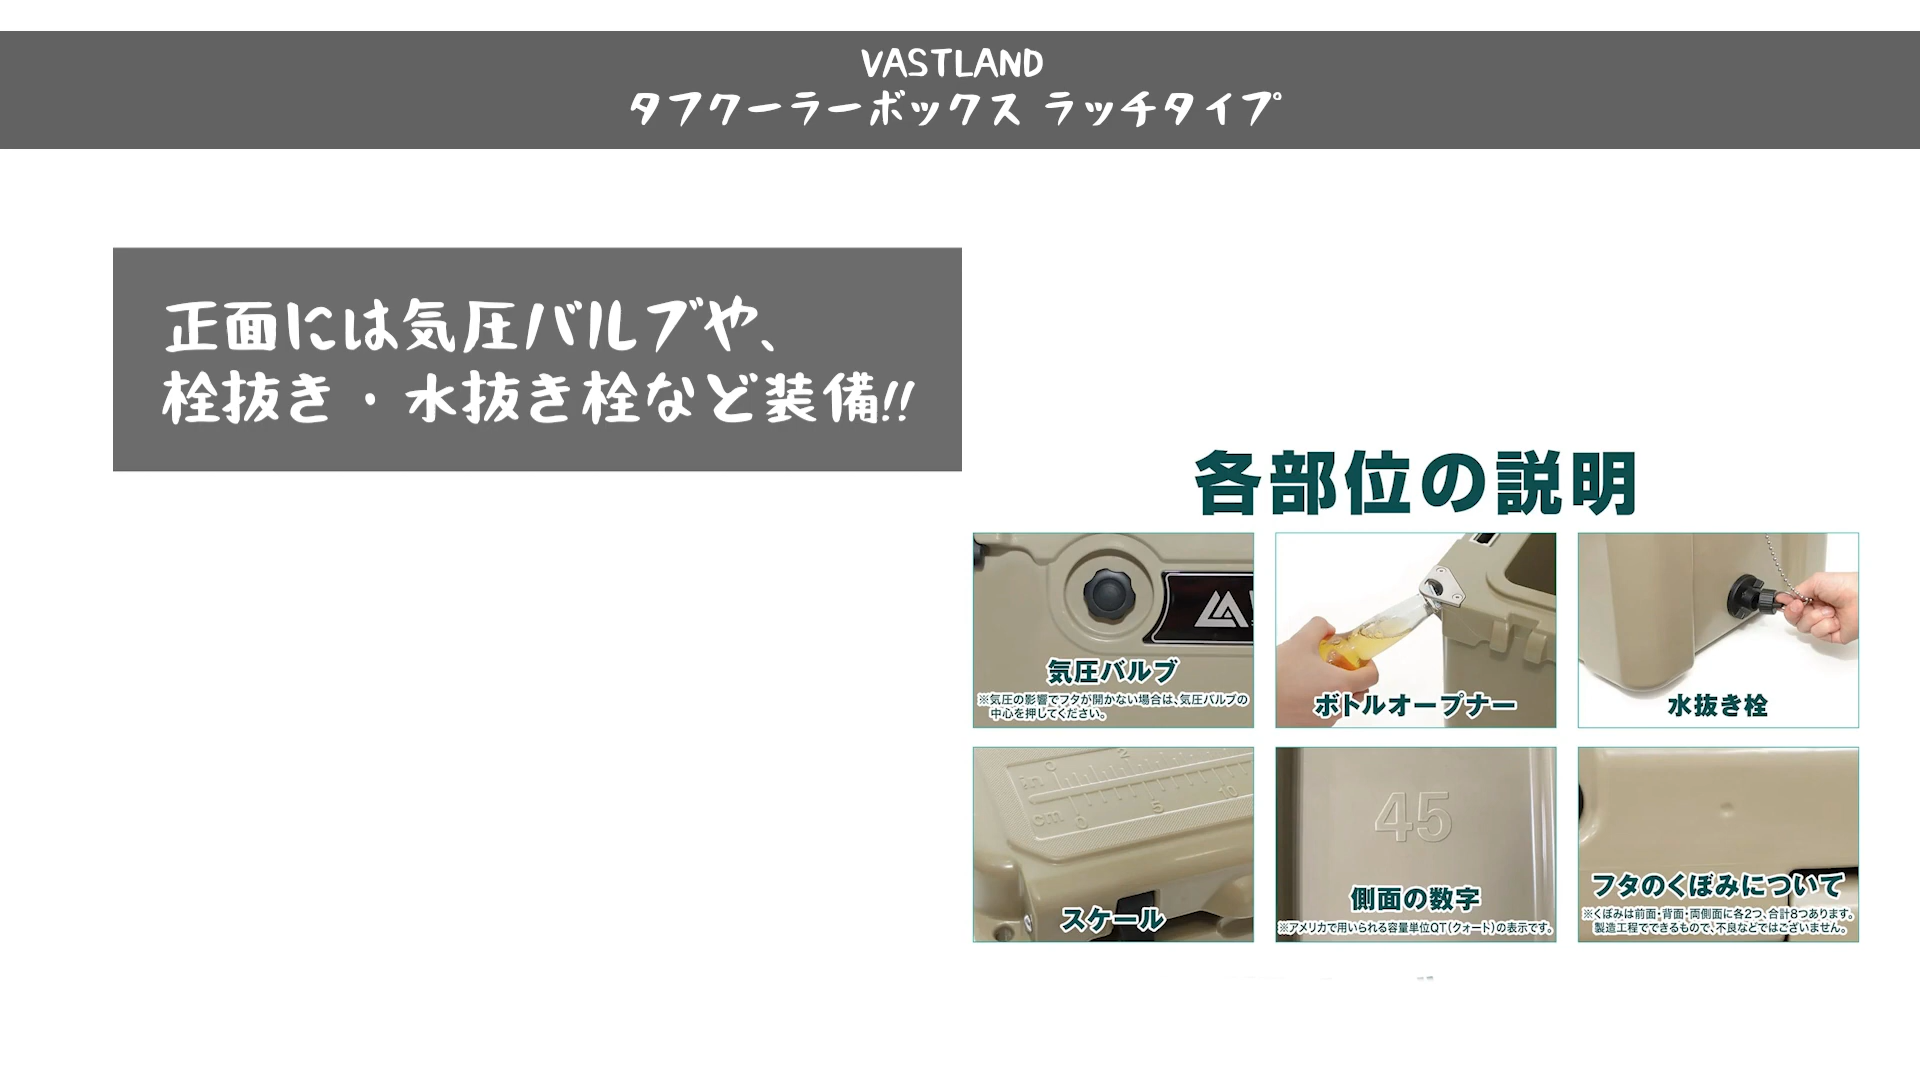 VASTLAND
タフクーラーボックス ラッチタイプ
正面には気圧バルブや、
栓抜き・水抜き栓など装備!!
各部位の説明
気圧バルブ
※気圧の影響でフタが開かない場合は、気圧バルブの
中心を押してください。
ボトルオープナー
水抜き栓
in 0 2
cm 0 5 10
スケール
45
側面の数字
※アメリカで用いられる容量単位QT(クォート)の表示です。
フタのくぼみについて
※くぼみは前面・背面・両側面に各2つ、合計8つあります。
製造工程でできるもので、不良などではございません。